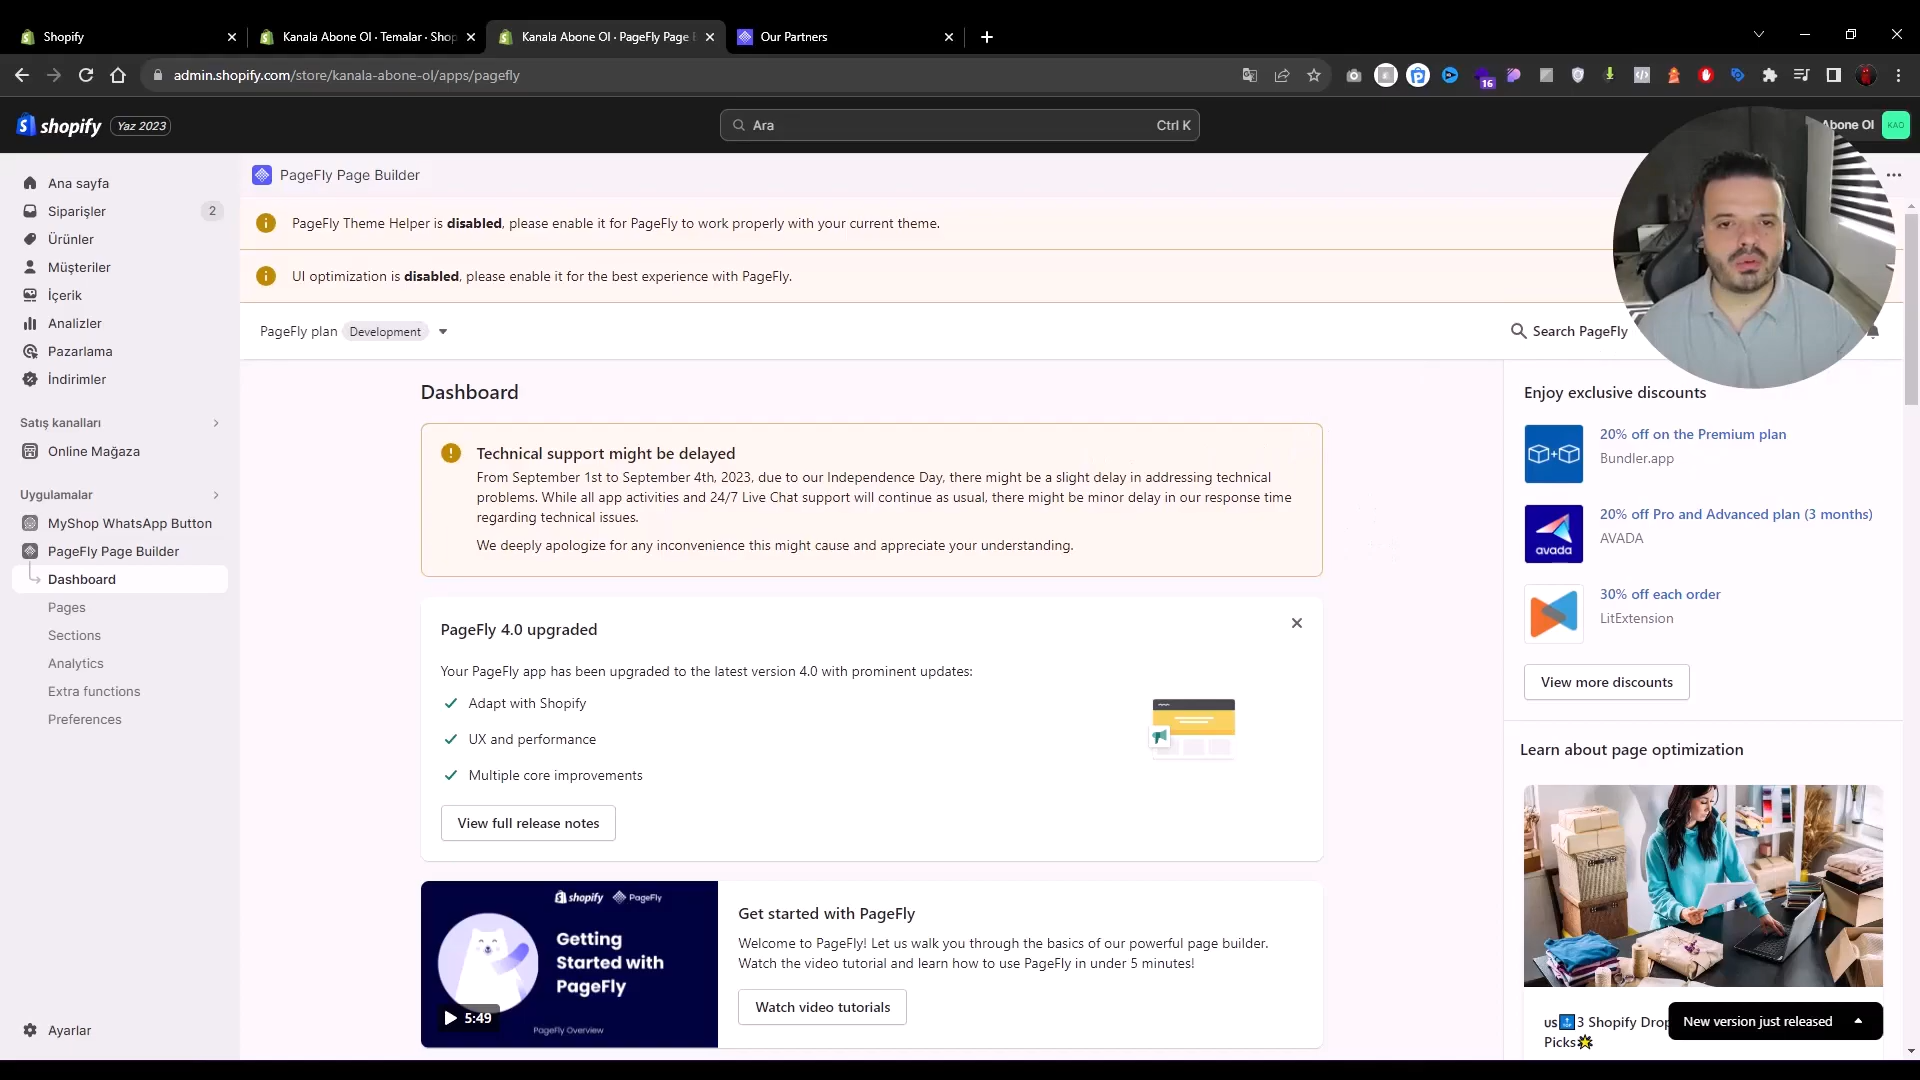 Shopify
Kanala Abone Ol · Temalar · Shop
Kanala Abone Ol · PageFly Page
Our Partners
admin.shopify.com/store/kanala-abone-ol/apps/pagefly
16
shopify
Yaz 2023
Ara
Ctrl K
Abone Ol
KAO
Ana sayfa
Siparişler
2
Ürünler
Müşteriler
İçerik
Analizler
Pazarlama
İndirimler
Satış kanalları
Online Mağaza
Uygulamalar
MyShop WhatsApp Button
PageFly Page Builder
Dashboard
Pages
Sections
Analytics
Extra functions
Preferences
Ayarlar
PageFly Page Builder
PageFly Theme Helper is disabled, please enable it for PageFly to work properly with your current theme.
UI optimization is disabled, please enable it for the best experience with PageFly.
PageFly plan
Development
Search PageFly
Dashboard
Technical support might be delayed
From September 1st to September 4th, 2023, due to our Independence Day, there might be a slight delay in addressing technical
problems. While all app activities and 24/7 Live Chat support will continue as usual, there might be minor delay in our response time
regarding technical issues.
We deeply apologize for any inconvenience this might cause and appreciate your understanding.
PageFly 4.0 upgraded
Your PageFly app has been upgraded to the latest version 4.0 with prominent updates:
Adapt with Shopify
UX and performance
Multiple core improvements
View full release notes
shopify PageFly
Getting
Started with
PageFly
5:49
PageFly Overview
Get started with PageFly
Welcome to PageFly! Let us walk you through the basics of our powerful page builder.
Watch the video tutorial and learn how to use PageFly in under 5 minutes!
Watch video tutorials
Enjoy exclusive discounts
20% off on the Premium plan
Bundler.app
avada
20% off Pro and Advanced plan (3 months)
AVADA
30% off each order
LitExtension
View more discounts
Learn about page optimization
us 3 Shopify Drop
Picks
New version just released